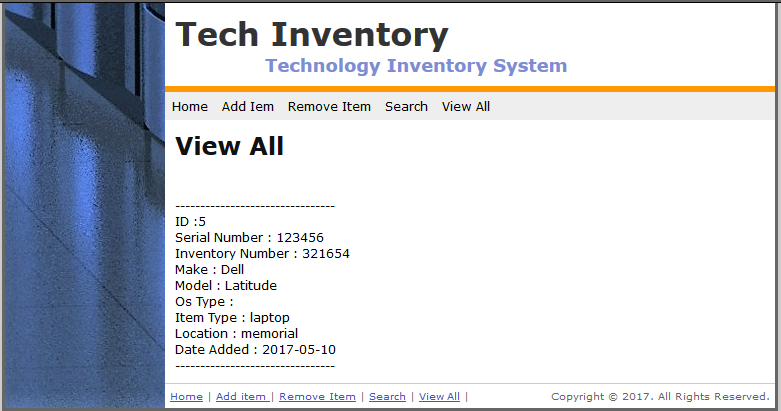 Tech Inventory
Technology Inventory System
Home Add Iem Remove Item Search View All
View All
--------------------------------
ID :5
Serial Number : 123456
Inventory Number : 321654
Make : Dell
Model : Latitude
Os Type :
Item Type : laptop
Location : memorial
Date Added : 2017-05-10
--------------------------------
Home | Add item | Remove Item | Search | View All | Copyright © 2017. All Rights Reserved.